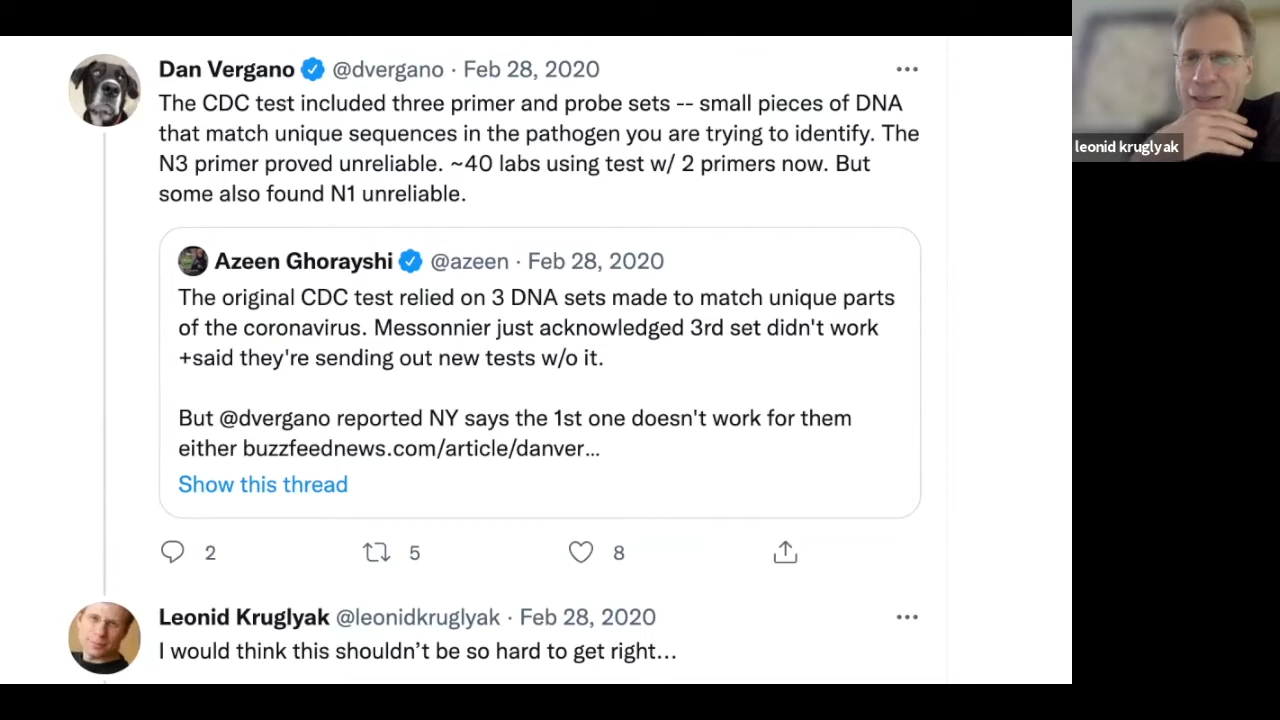 Dan Vergano @dvergano · Feb 28, 2020
The CDC test included three primer and probe sets -- small pieces of DNA
that match unique sequences in the pathogen you are trying to identify. The
N3 primer proved unreliable. ~40 labs using test w/ 2 primers now. But
some also found N1 unreliable.
Azeen Ghorayshi @azeen · Feb 28, 2020
The original CDC test relied on 3 DNA sets made to match unique parts
of the coronavirus. Messonnier just acknowledged 3rd set didn't work
+said they're sending out new tests w/o it.
But @dvergano reported NY says the 1st one doesn't work for them
either buzzfeednews.com/article/danver...
Show this thread
2 5 8
Leonid Kruglyak @leonidkruglyak · Feb 28, 2020
I would think this shouldn’t be so hard to get right...
leonid kruglyak